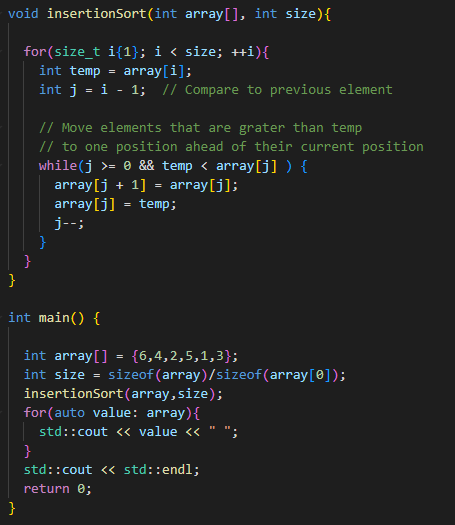 void insertionSort(int array[], int size){
for(size_t i{1}; i < size; ++i){
int temp = array[i];
int j = i - 1;  // Compare to previous element
// Move elements that are grater than temp
// to one position ahead of their current position
while(j >= 0 && temp < array[j] ) {
array[j + 1] = array[j];
array[j] = temp;
j--;
}
}
}
int main() {
int array[] = {6,4,2,5,1,3};
int size = sizeof(array)/sizeof(array[0]);
insertionSort(array,size);
for(auto value: array){
std::cout << value << " ";
}
std::cout << std::endl;
return 0;
}